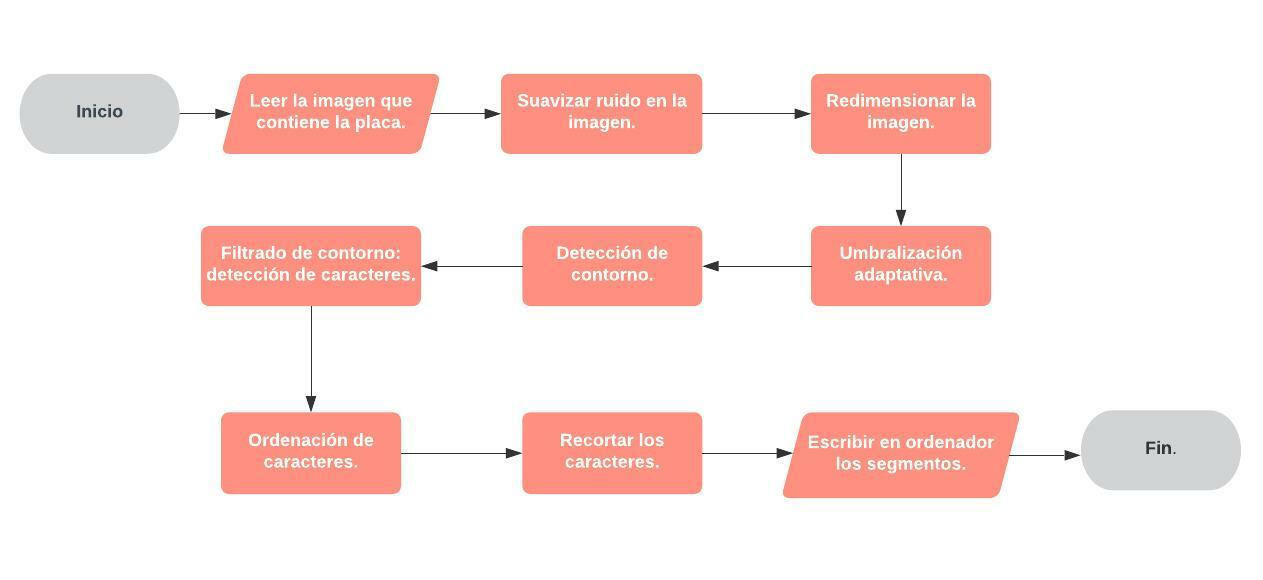 Inicio
Leer la imagen que
contiene la placa.
Suavizar ruido en la
imagen.
Redimensionar la
imagen.
Umbralización
adaptativa.
Detección de
contorno.
Filtrado de contorno:
detección de caracteres.
Ordenación de
caracteres.
Recortar los
caracteres.
Escribir en ordenador
los segmentos.
Fin.